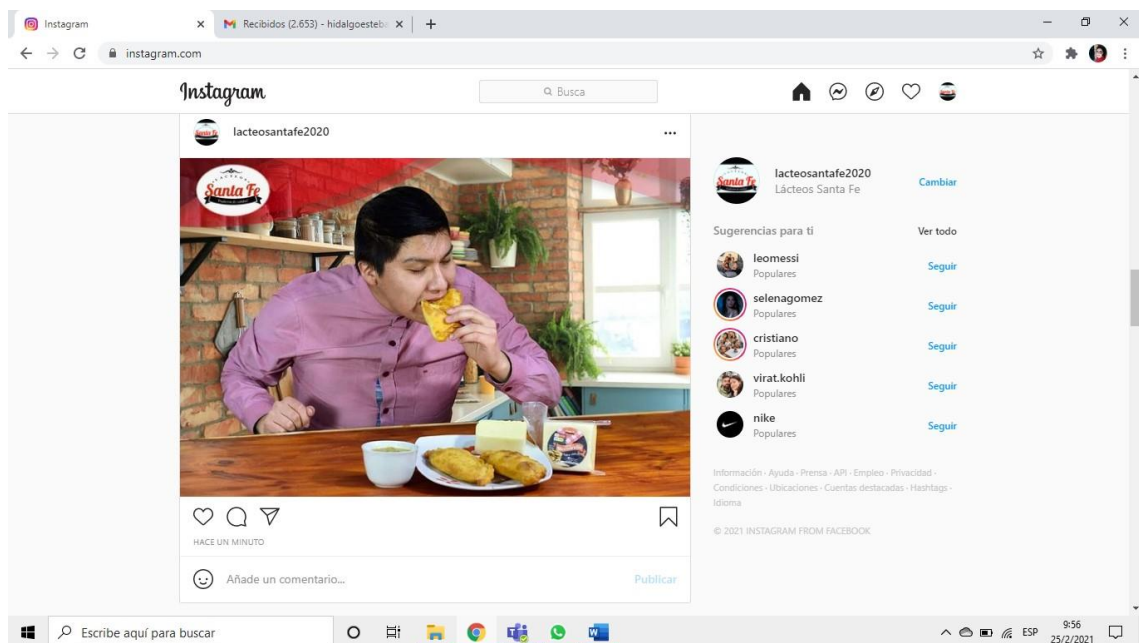 Instagram
Recibidos (2.653) - hidalgoesteb
instagram.com
Instagram
Busca
lacteosantafe2020
Santa Fe
Santa Fe
lacteosantafe2020
Lácteos Santa Fe
Cambiar
Sugerencias para ti
Ver todo
leomessi
Populares
Seguir
selenagomez
Populares
Seguir
cristiano
Populares
Seguir
virat.kohli
Populares
Seguir
nike
Populares
Seguir
Información · Ayuda · Prensa · API · Empleo · Privacidad ·
Condiciones · Ubicaciones · Cuentas destacadas · Hashtags ·
Idioma
© 2021 INSTAGRAM FROM FACEBOOK
HACE UN MINUTO
Añade un comentario...
Publicar
Escribe aquí para buscar
ESP
9:56
25/2/2021